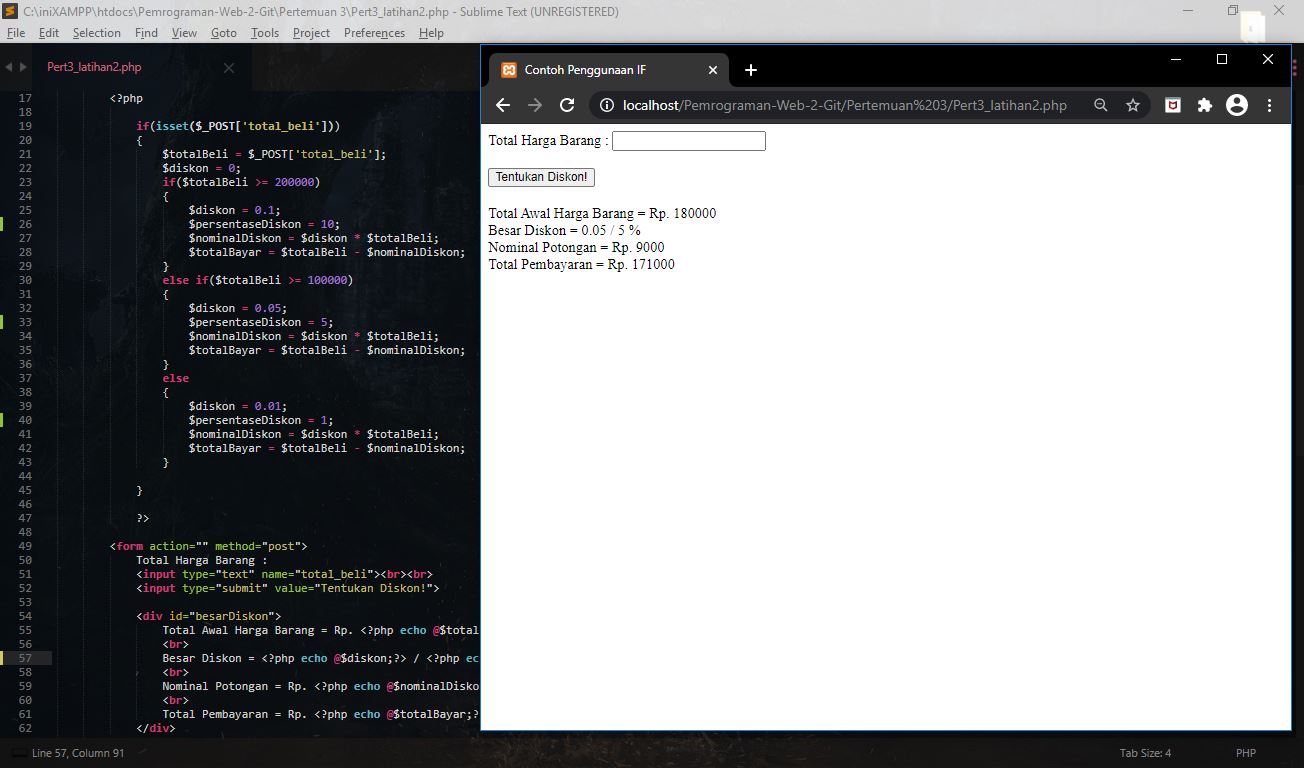 C:\iniXAMPP\htdocs\Pemrograman-Web-2-Git\Pertemuan 3\Pert3_latihan2.php - Sublime Text (UNREGISTERED)
File Edit Selection Find View Goto Tools Project Preferences Help
Pert3_latihan2.php
17 <?php
18
19 if(isset($_POST['total_beli']))
20 {
21 $totalBeli = $_POST['total_beli'];
22 $diskon = 0;
23 if($totalBeli >= 200000)
24 {
25 $diskon = 0.1;
26 $persentaseDiskon = 10;
27 $nominalDiskon = $diskon * $totalBeli;
28 $totalBayar = $totalBeli - $nominalDiskon;
29 }
30 else if($totalBeli >= 100000)
31 {
32 $diskon = 0.05;
33 $persentaseDiskon = 5;
34 $nominalDiskon = $diskon * $totalBeli;
35 $totalBayar = $totalBeli - $nominalDiskon;
36 }
37 else
38 {
39 $diskon = 0.01;
40 $persentaseDiskon = 1;
41 $nominalDiskon = $diskon * $totalBeli;
42 $totalBayar = $totalBeli - $nominalDiskon;
43 }
44
45 }
46
47 ?>
48
49 <form action="" method="post">
50 Total Harga Barang :
51 <input type="text" name="total_beli"><br><br>
52 <input type="submit" value="Tentukan Diskon!">
53
54 <div id="besarDiskon">
55 Total Awal Harga Barang = Rp. <?php echo @$total
56 <br>
57 Besar Diskon = <?php echo @$diskon;?> / <?php ec
58 <br>
59 Nominal Potongan = Rp. <?php echo @$nominalDisko
60 <br>
61 Total Pembayaran = Rp. <?php echo @$totalBayar;?
62 </div>
Line 57, Column 91
Tab Size: 4
PHP
Contoh Penggunaan IF
localhost/Pemrograman-Web-2-Git/Pertemuan%203/Pert3_latihan2.php
Total Harga Barang :
Tentukan Diskon!
Total Awal Harga Barang = Rp. 180000
Besar Diskon = 0.05 / 5 %
Nominal Potongan = Rp. 9000
Total Pembayaran = Rp. 171000